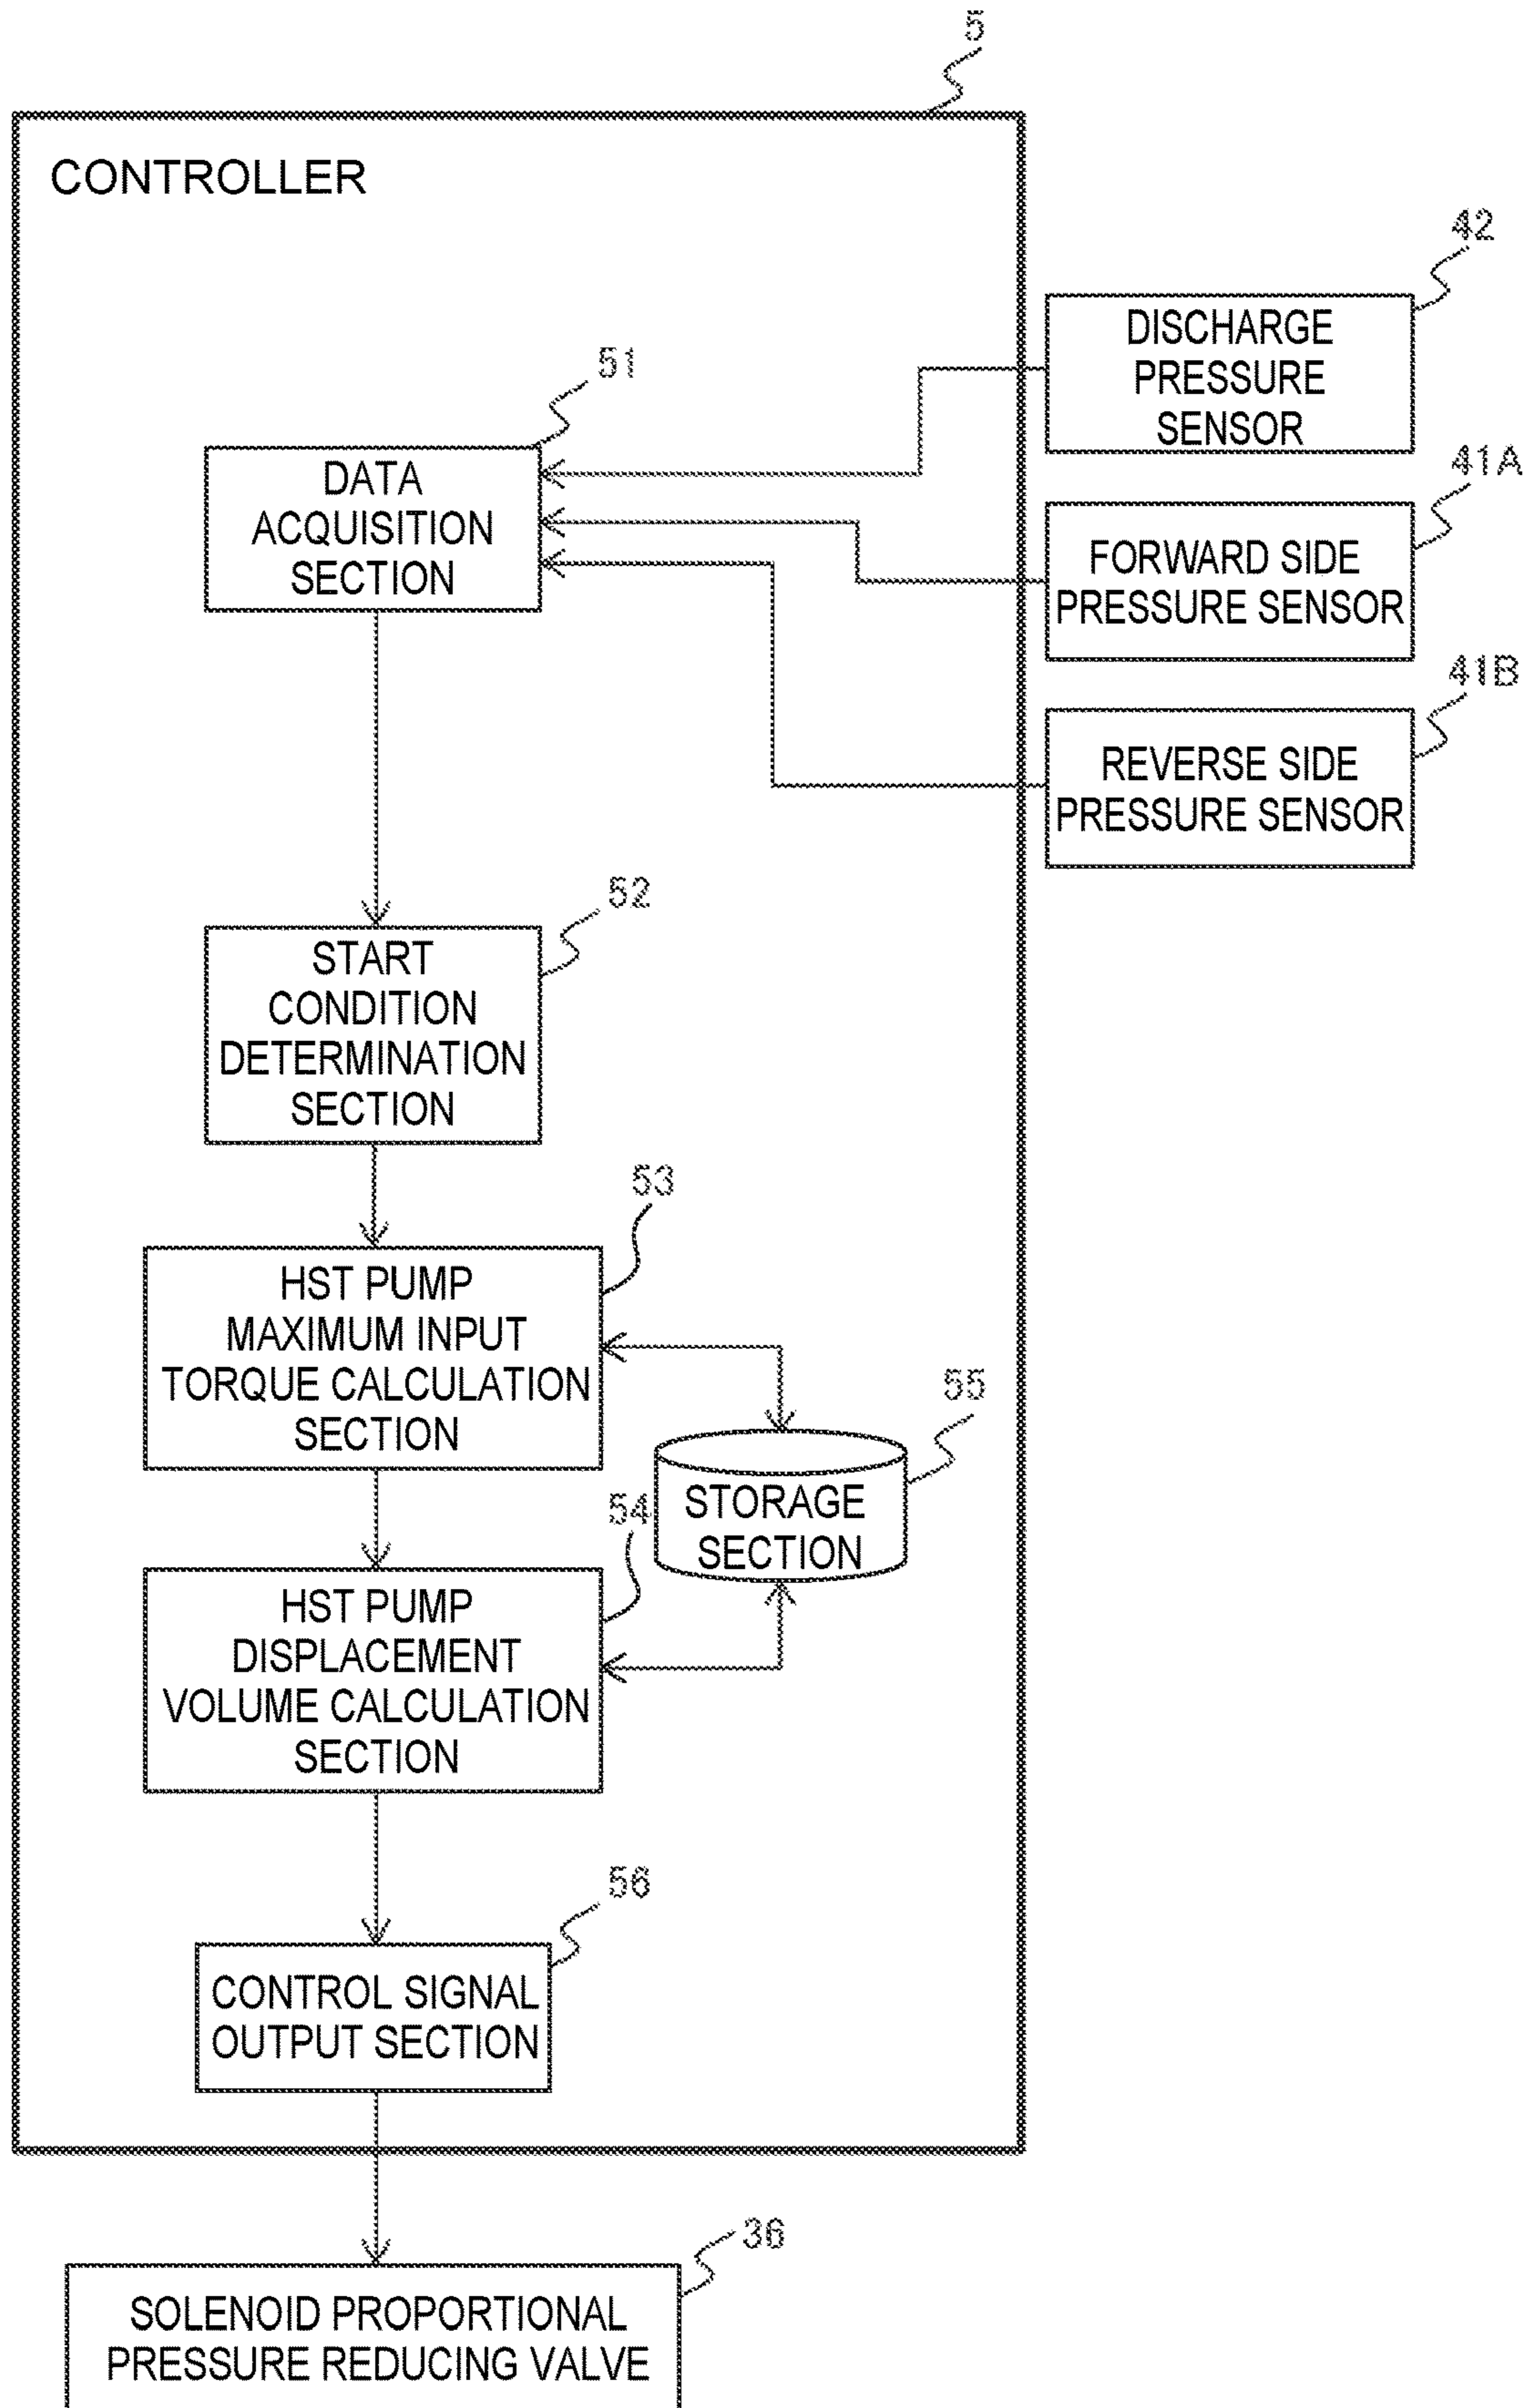 5
CONTROLLER
42
DISCHARGE
PRESSURE
SENSOR
51
DATA
ACQUISITION
SECTION
41A
FORWARD SIDE
PRESSURE SENSOR
41B
REVERSE SIDE
PRESSURE SENSOR
52
START
CONDITION
DETERMINATION
SECTION
53
HST PUMP
MAXIMUM INPUT
TORQUE CALCULATION
SECTION
55
STORAGE
SECTION
54
HST PUMP
DISPLACEMENT
VOLUME CALCULATION
SECTION
56
CONTROL SIGNAL
OUTPUT SECTION
36
SOLENOID PROPORTIONAL
PRESSURE REDUCING VALVE